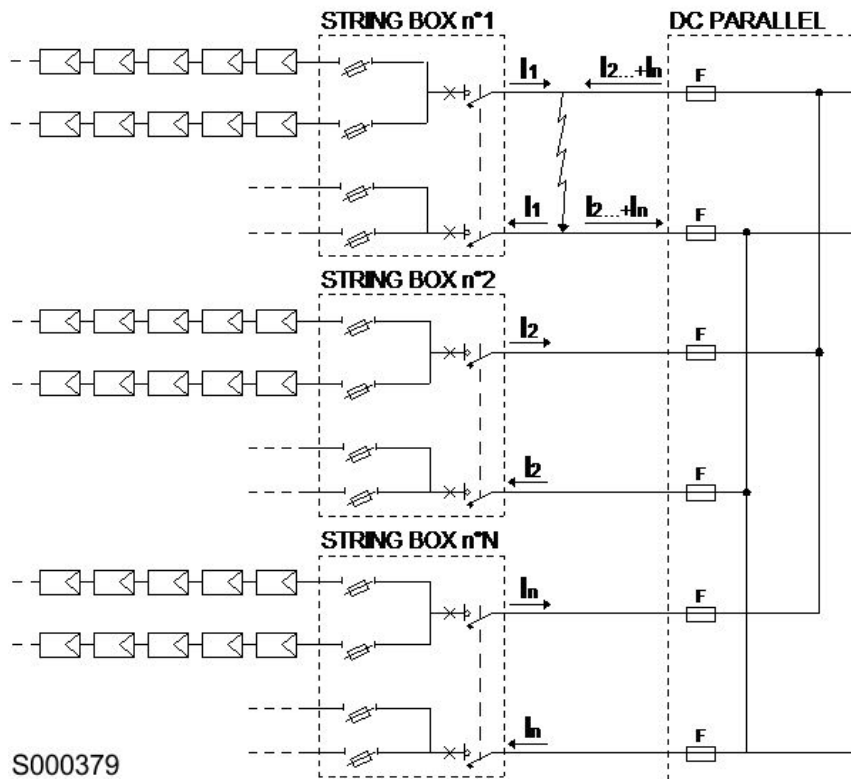 STRING BOX n°1
DC PARALLEL
I1
I2...+In
F
I1
I2...+In
F
STRING BOX n°2
I2
F
I2
F
STRING BOX n°N
In
F
In
F
S000379